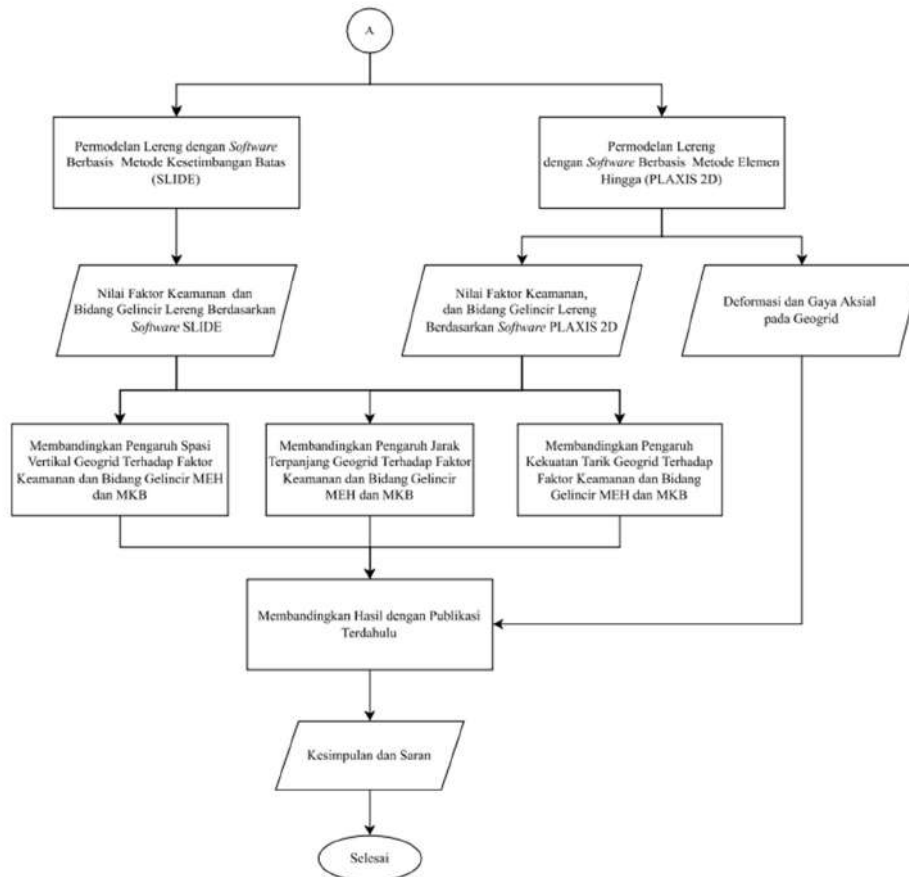 A
Permodelan Lereng dengan Software
Berbasis Metode Kesetimbangan Batas
(SLIDE)
Permodelan Lereng
dengan Software Berbasis Metode Elemen
Hingga (PLAXIS 2D)
Nilai Faktor Keamanan dan
Bidang Gelincir Lereng Berdasarkan
Software SLIDE
Nilai Faktor Keamanan,
dan Bidang Gelincir Lereng
Berdasarkan Software PLAXIS 2D
Deformasi dan Gaya Aksial
pada Geogrid
Membandingkan Pengaruh Spasi
Vertikal Geogrid Terhadap Faktor
Keamanan dan Bidang Gelincir MEH
dan MKB
Membandingkan Pengaruh Jarak
Terpanjang Geogrid Terhadap Faktor
Keamanan dan Bidang Gelincir
MEH dan MKB
Membandingkan Pengaruh
Kekuatan Tarik Geogrid Terhadap
Faktor Keamanan dan Bidang
Gelincir MEH dan MKB
Membandingkan Hasil dengan Publikasi
Terdahulu
Kesimpulan dan Saran
Selesai